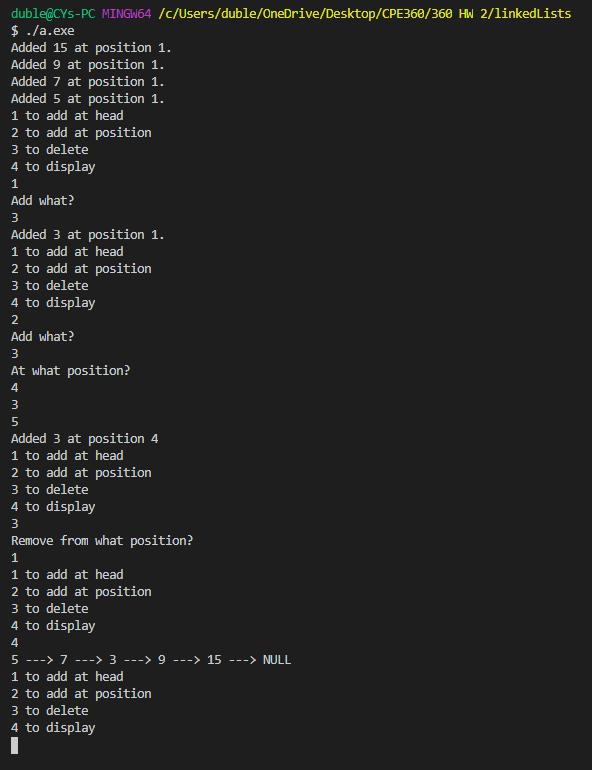 duble@CYs-PC MINGW64 /c/Users/duble/OneDrive/Desktop/CPE360/360 HW 2/linkedLists
$ ./a.exe
Added 15 at position 1.
Added 9 at position 1.
Added 7 at position 1.
Added 5 at position 1.
1 to add at head
2 to add at position
3 to delete
4 to display
1
Add what?
3
Added 3 at position 1.
1 to add at head
2 to add at position
3 to delete
4 to display
2
Add what?
3
At what position?
4
3
5
Added 3 at position 4
1 to add at head
2 to add at position
3 to delete
4 to display
3
Remove from what position?
1
1 to add at head
2 to add at position
3 to delete
4 to display
4
5 ---> 7 ---> 3 ---> 9 ---> 15 ---> NULL
1 to add at head
2 to add at position
3 to delete
4 to display